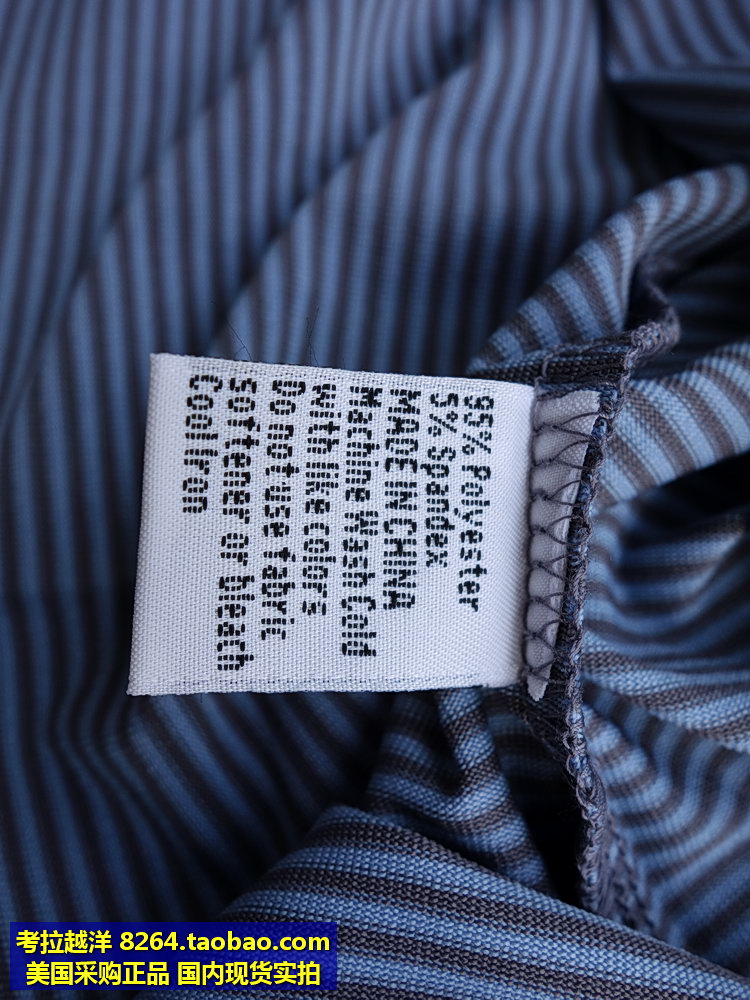 95% Polyester
5% Spandex
MADE IN CHINA
Machine Wash Cold
with like colors
Do not use fabric
softener or bleach
Cool Iron
考拉越洋 8264.taobao.com
美国采购正品 国内现货实拍